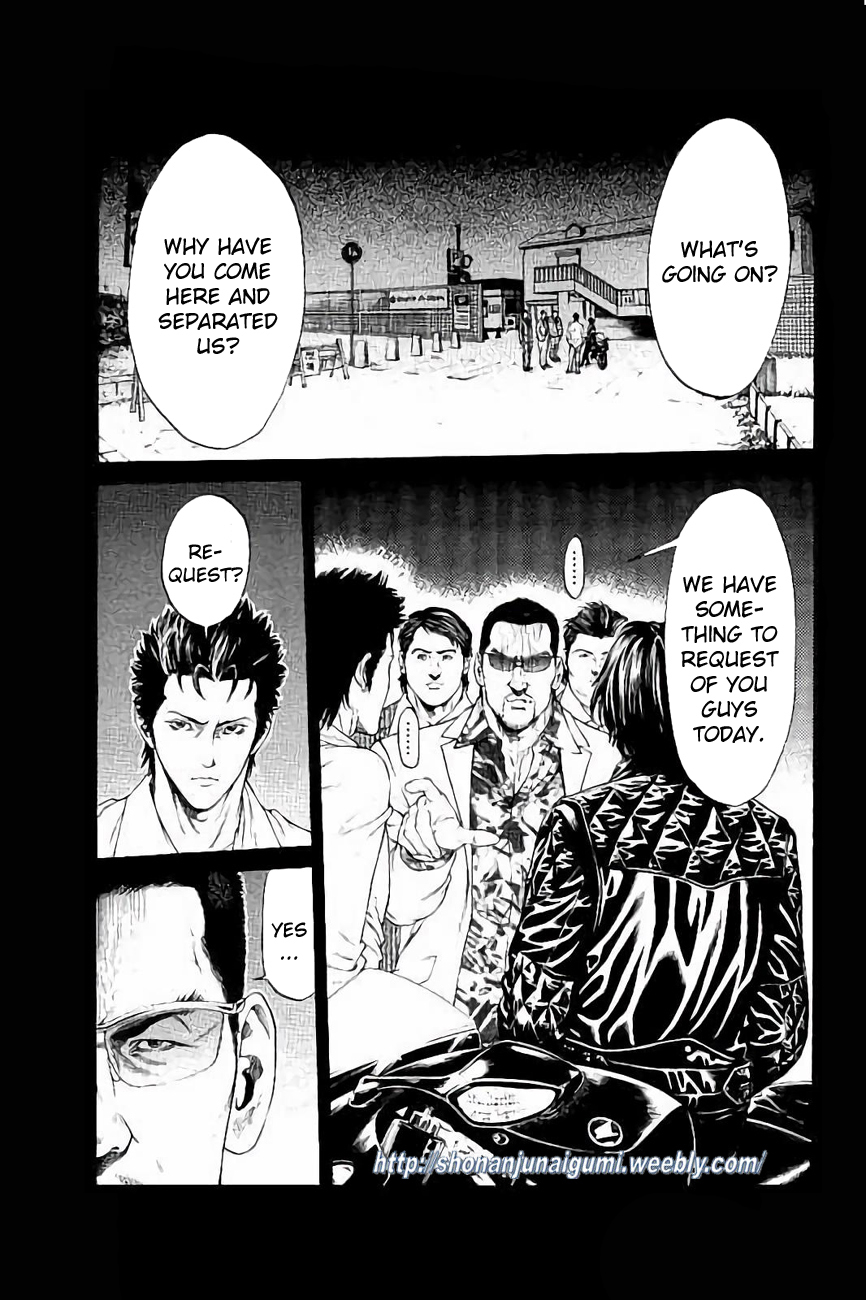 WHAT'S
GOING ON?
WHY HAVE
YOU COME
HERE AND
SEPARATED
US?
WE HAVE
SOME-
THING TO
REQUEST
OF YOU
GUYS
TODAY.
......
......
RE-
QUEST?
YES
...
http://shonanjunaigumi.weebly.com/